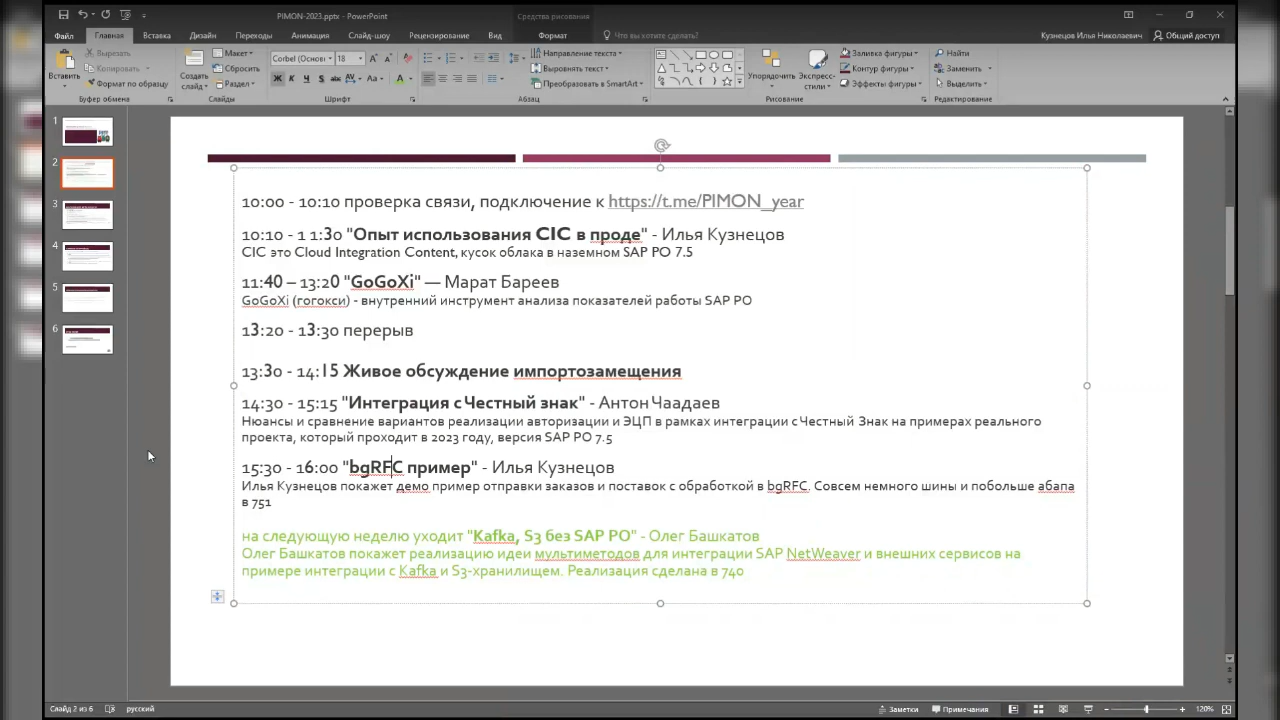 PIMON-2023.pptx - PowerPoint
Средства рисования
Файл Главная Вставка Дизайн Переходы Анимация Слайд-шоу Рецензирование Вид Формат Что вы хотите сделать?
Кузнецов Илья Николаевич Общий доступ
Вставить
Вырезать
Копировать
Формат по образцу
Буфер обмена
Создать слайд
Макет
Сбросить
Раздел
Слайды
Corbel (Основн 18
Шрифт
Направление текста
Выровнять текст
Преобразовать в SmartArt
Абзац
Упорядочить
Экспресс-стили
Заливка фигуры
Контур фигуры
Эффекты фигуры
Рисование
Найти
Заменить
Выделить
Редактирование
1
2
3
4
5
6
10:00 - 10:10 проверка связи, подключение к https://t.me/PIMON_year
10:10 - 1 1:30 "Опыт использования CIC в проде" - Илья Кузнецов
CIC это Cloud Integration Content, кусок облака в наземном SAP PO 7.5
11:40 – 13:20 "GoGoXi" — Марат Бареев
GoGoXi (гогокси) - внутренний инструмент анализа показателей работы SAP PO
13:20 - 13:30 перерыв
13:30 - 14:15 Живое обсуждение импортозамещения
14:30 - 15:15 "Интеграция с Честный знак" - Антон Чаадаев
Нюансы и сравнение вариантов реализации авторизации и ЭЦП в рамках интеграции с Честный Знак на примерах реального
проекта, который проходит в 2023 году, версия SAP PO 7.5
15:30 - 16:00 "bgRFC пример" - Илья Кузнецов
Илья Кузнецов покажет демо пример отправки заказов и поставок с обработкой в bgRFC. Совсем немного шины и побольше абапа
в 751
на следующую неделю уходит "Kafka, S3 без SAP PO" - Олег Башкатов
Олег Башкатов покажет реализацию идеи мультиметодов для интеграции SAP NetWeaver и внешних сервисов на
примере интеграции с Kafka и S3-хранилищем. Реализация сделана в 740
Слайд 2 из 6 русский Заметки Примечания 120%